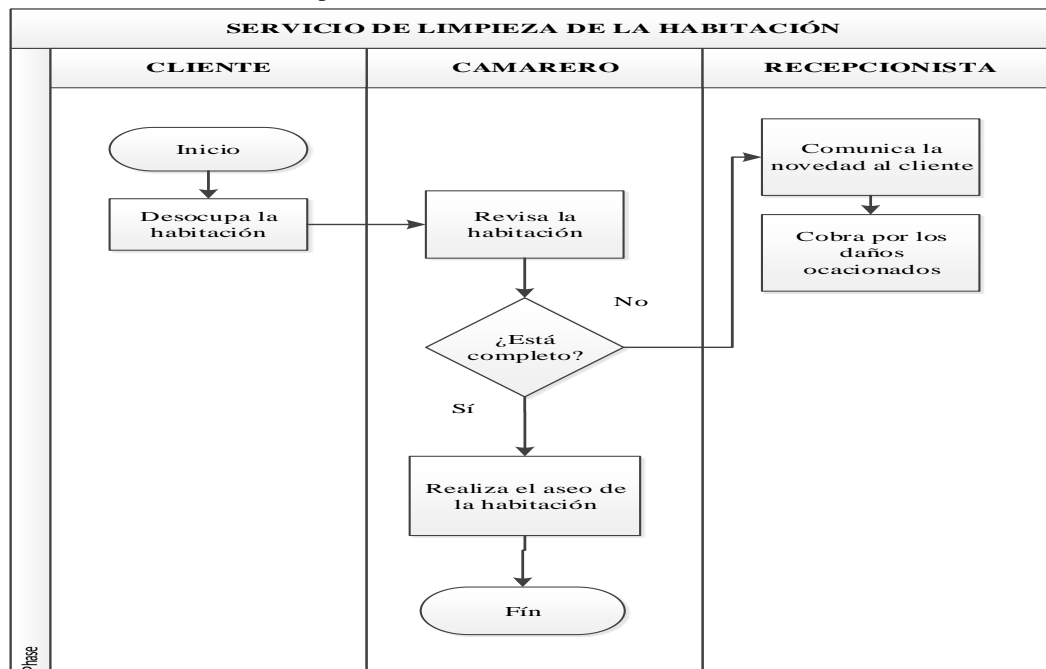 SERVICIO DE LIMPIEZA DE LA HABITACIÓN
CLIENTE
CAMARERO
RECEPCIONISTA
Inicio
Desocupa la
habitación
Revisa la
habitación
¿Está
completo?
No
Sí
Comunica la
novedad al cliente
Cobra por los
daños
ocacionados
Realiza el aseo de
la habitación
Fín
Phase